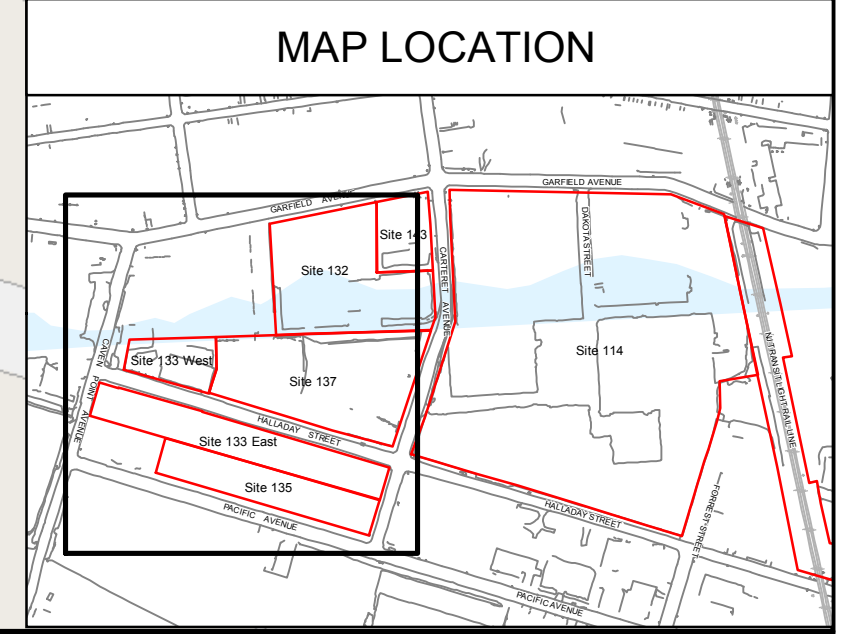 MAP LOCATION
GARFIELD AVENUE
GARFIELD AVENUE
Site 143
DAKOTA STREET
Site 132
CARTERET AVENUE
Site 114
Site 133 West
CAVEN POINT AVENUE
Site 137
NJ TRANSIT LIGHT RAIL LINE
HALLADAY STREET
Site 133 East
Site 135
PACIFIC AVENUE
HALLADAY STREET
FORREST STREET
PACIFIC AVENUE